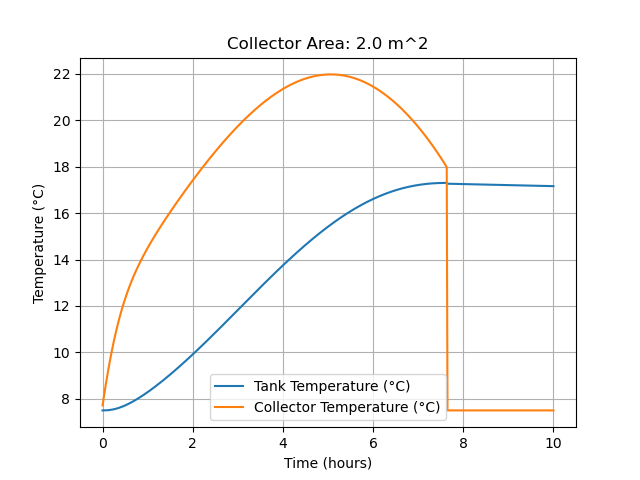 Collector Area: 2.0 m^2
Temperature (°C)
22
20
18
16
14
12
10
8
Tank Temperature (°C)
Collector Temperature (°C)
0 2 4 6 8 10
Time (hours)